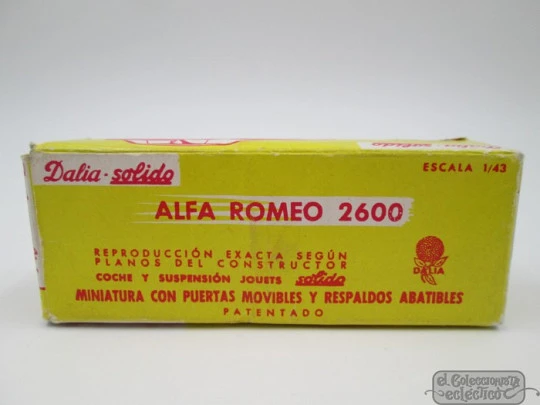 Dalia - solido
ESCALA 1/43
ALFA ROMEO 2600
REPRODUCCIÓN EXACTA SEGÚN
PLANOS DEL CONSTRUCTOR
COCHE Y SUSPENSIÓN JOUETS solido
DALIA
MINIATURA CON PUERTAS MOVIBLES Y RESPALDOS ABATIBLES
PATENTADO
el Coleccionista
ecléctico